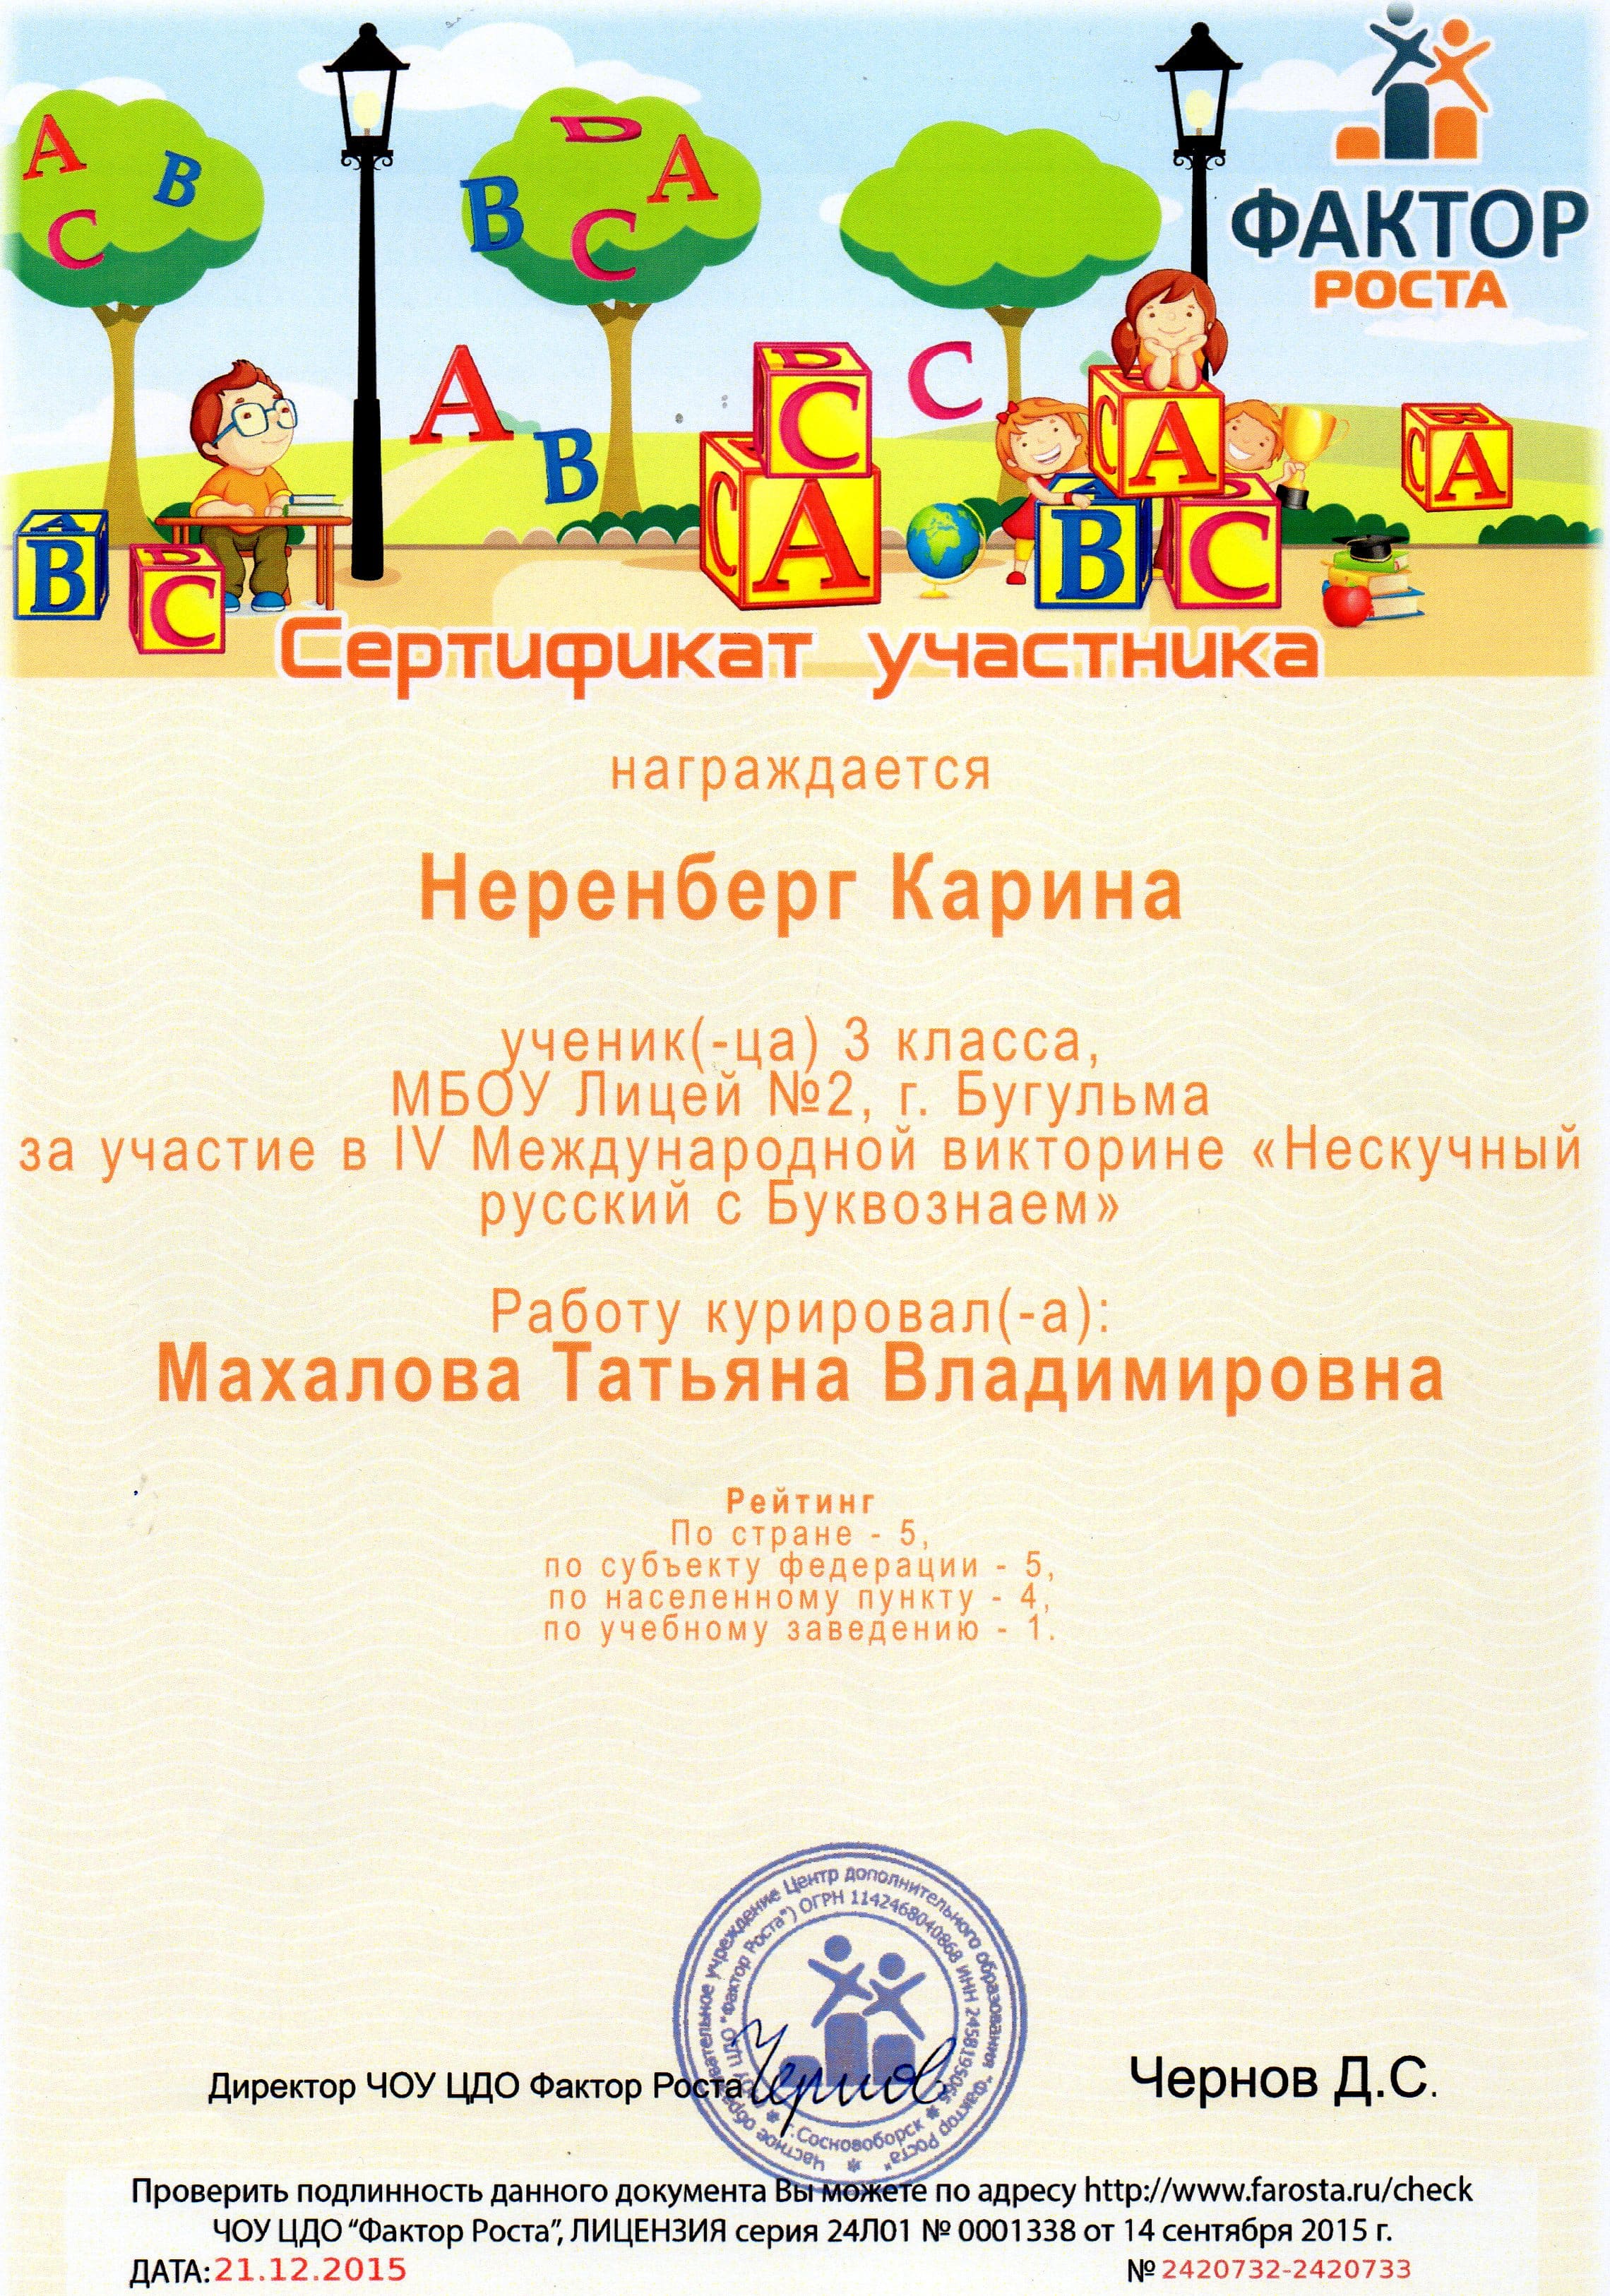 ФАКТОР
РОСТА
A
B
C
D
A
B
C
A
B
C
D
C
C
A
C
A
B
A
A
B
D
C
A
B
D
C
Сертификат участника
награждается
Неренберг Карина
ученик(-ца) 3 класса,
МБОУ Лицей №2, г. Бугульма
за участие в IV Международной викторине «Нескучный
русский с Буквознаем»
Работу курировал(-а):
Махалова Татьяна Владимировна
Рейтинг
По стране - 5,
по субъекту федерации - 5,
по населенному пункту - 4,
по учебному заведению - 1.
Частное образовательное учреждение Центр дополнительного образования "Фактор Роста"
ЦДО "Фактор Роста") ОГРН 1142468040868 ИНН 2458195066
г.Сосновоборск
Директор ЧОУ ЦДО Фактор Роста
Чернов
Чернов Д.С.
Проверить подлинность данного документа Вы можете по адресу http://www.farosta.ru/check
ЧОУ ЦДО "Фактор Роста", ЛИЦЕНЗИЯ серия 24Л01 № 0001338 от 14 сентября 2015 г.
ДАТА: 21.12.2015
№ 2420732-2420733